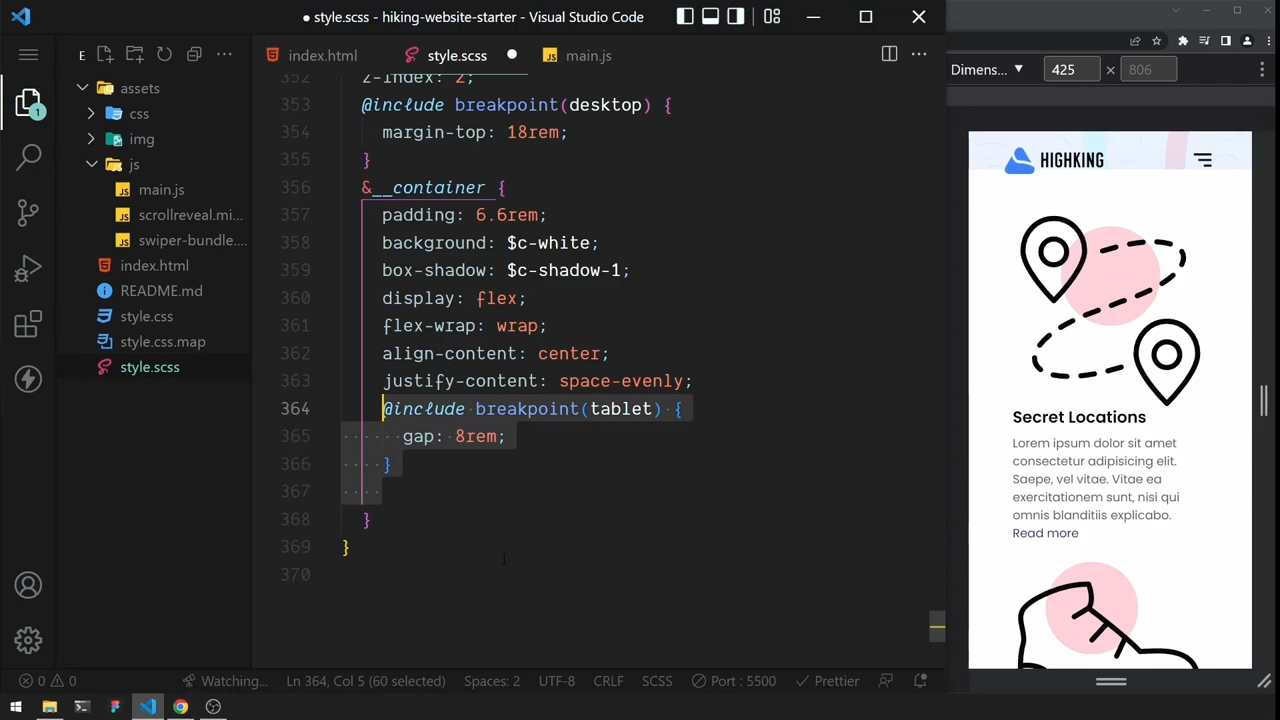 ● style.scss - hiking-website-starter - Visual Studio Code
E
assets
css
img
js
main.js
scrollreveal.mi...
swiper-bundle....
index.html
README.md
style.css
style.css.map
style.scss
1
index.html
style.scss
main.js
352 z-index: 2;
353 @include breakpoint(desktop) {
354 margin-top: 18rem;
355 }
356 &__container {
357 padding: 6.6rem;
358 background: $c-white;
359 box-shadow: $c-shadow-1;
360 display: flex;
361 flex-wrap: wrap;
362 align-content: center;
363 justify-content: space-evenly;
364 @include breakpoint(tablet) {
365 gap: 8rem;
366 }
367
368 }
369 }
370
0 0
Watching...
Ln 364, Col 5 (60 selected)
Spaces: 2
UTF-8
CRLF
SCSS
Port : 5500
Prettier
Dimens...
425 × 806
HIGHKING
Secret Locations
Lorem ipsum dolor sit amet
consectetur adipisicing elit.
Saepe, vel vitae. Vitae ea
exercitationem sunt, nisi qui
omnis blanditiis explicabo.
Read more